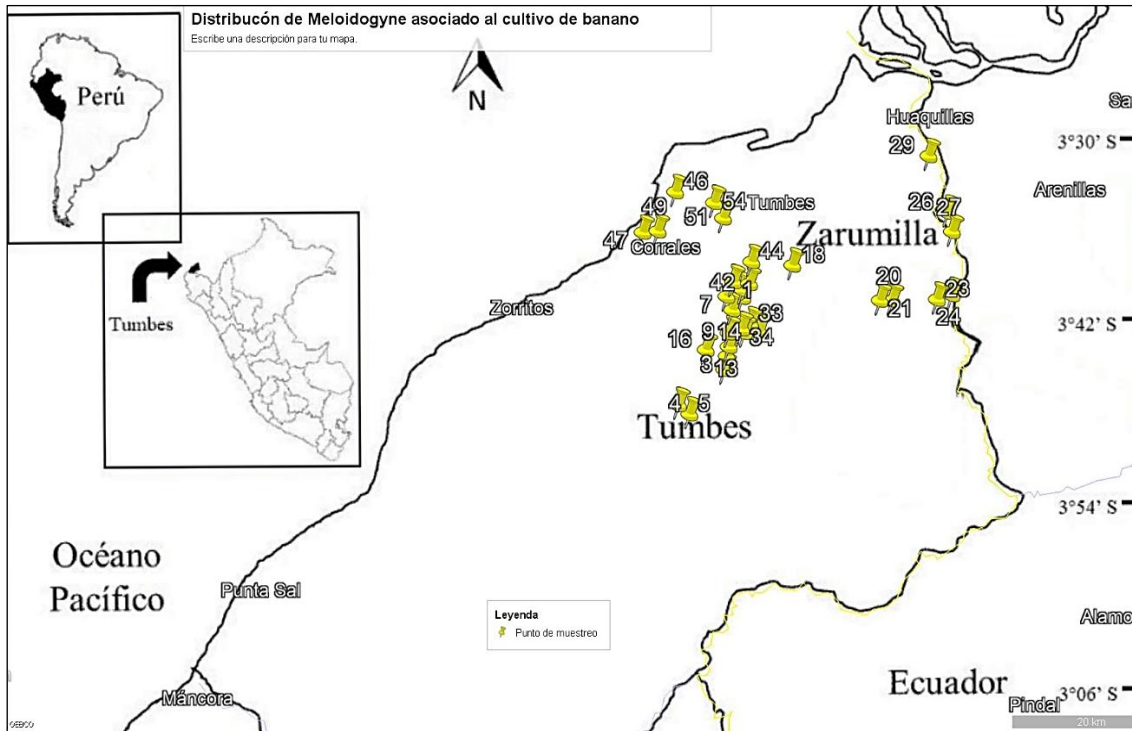 Distribucón de Meloidogyne asociado al cultivo de banano
Escribe una descripción para tu mapa.
Perú
N
Tumbes
Huaquillas
Sa
3°30' S
29
Arenillas
46
54
Tumbes
51
49
47
Corrales
26
27
Zarumilla
44
18
42
1
7
20
21
23
24
Zorritos
3°42' S
33
9
14
34
16
3
13
4
5
Tumbes
3°54' S
Océano
Pacífico
Punta Sal
Leyenda
Punto de muestreo
Alamo
Máncora
Ecuador
3°06' S
Pindal
20 km
GEBCO